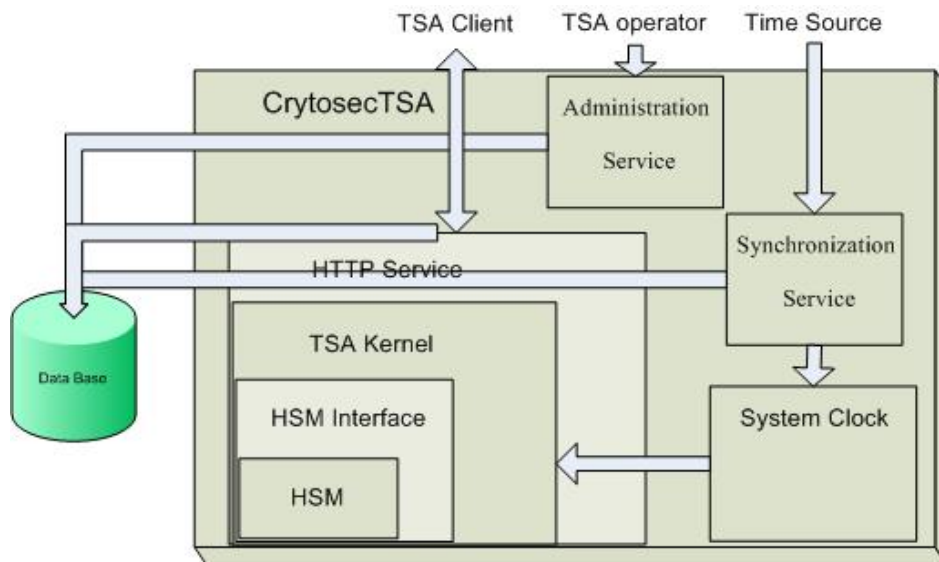 TSA Client
TSA operator
Time Source
CrytosecTSA
Administration
Service
Synchronization
Service
HTTP Service
TSA Kernel
Data Base
HSM Interface
System Clock
HSM